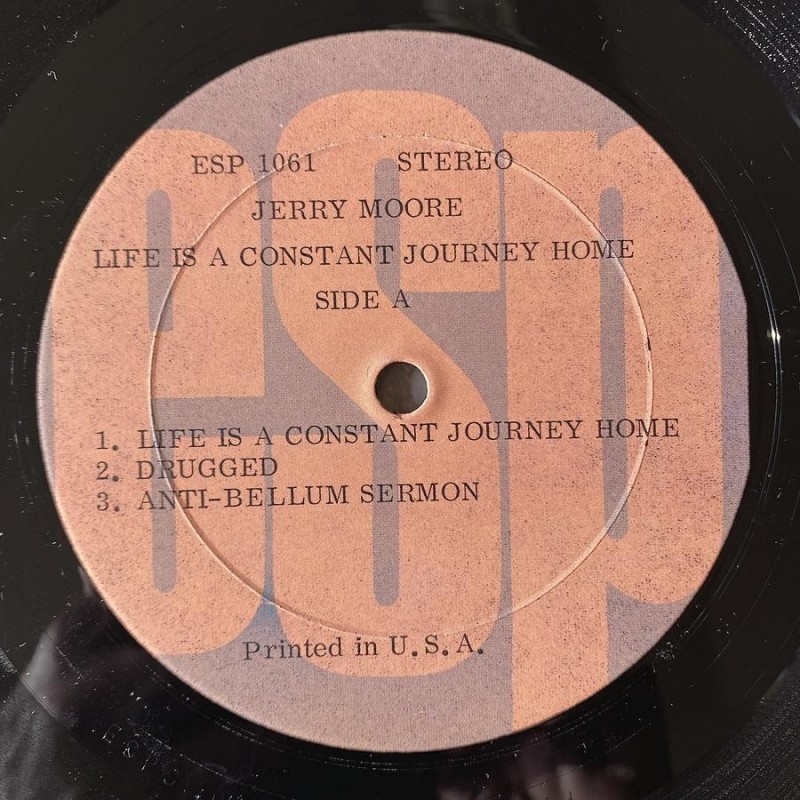 esp
ESP 1061 STEREO
JERRY MOORE
LIFE IS A CONSTANT JOURNEY HOME
SIDE A
1. LIFE IS A CONSTANT JOURNEY HOME
2. DRUGGED
3. ANTI-BELLUM SERMON
Printed in U.S.A.